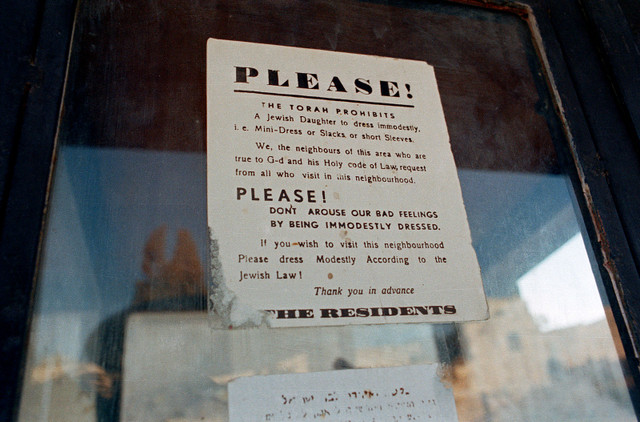 PLEASE!
THE TORAH PROHIBITS
A Jewish Daughter to dress immodestly,
i. e. Mini-Dress or Slacks, or short Sleeves.
We, the neighbours of this area who are
true to G-d and his Holy code of Law, request
from all who visit in this neighbourhood.
PLEASE!
DON'T AROUSE OUR BAD FEELINGS
BY BEING IMMODESTLY DRESSED.
If you wish to visit this neighbourhood
Please dress Modestly According to the
Jewish Law!
Thank you in advance
THE RESIDENTS